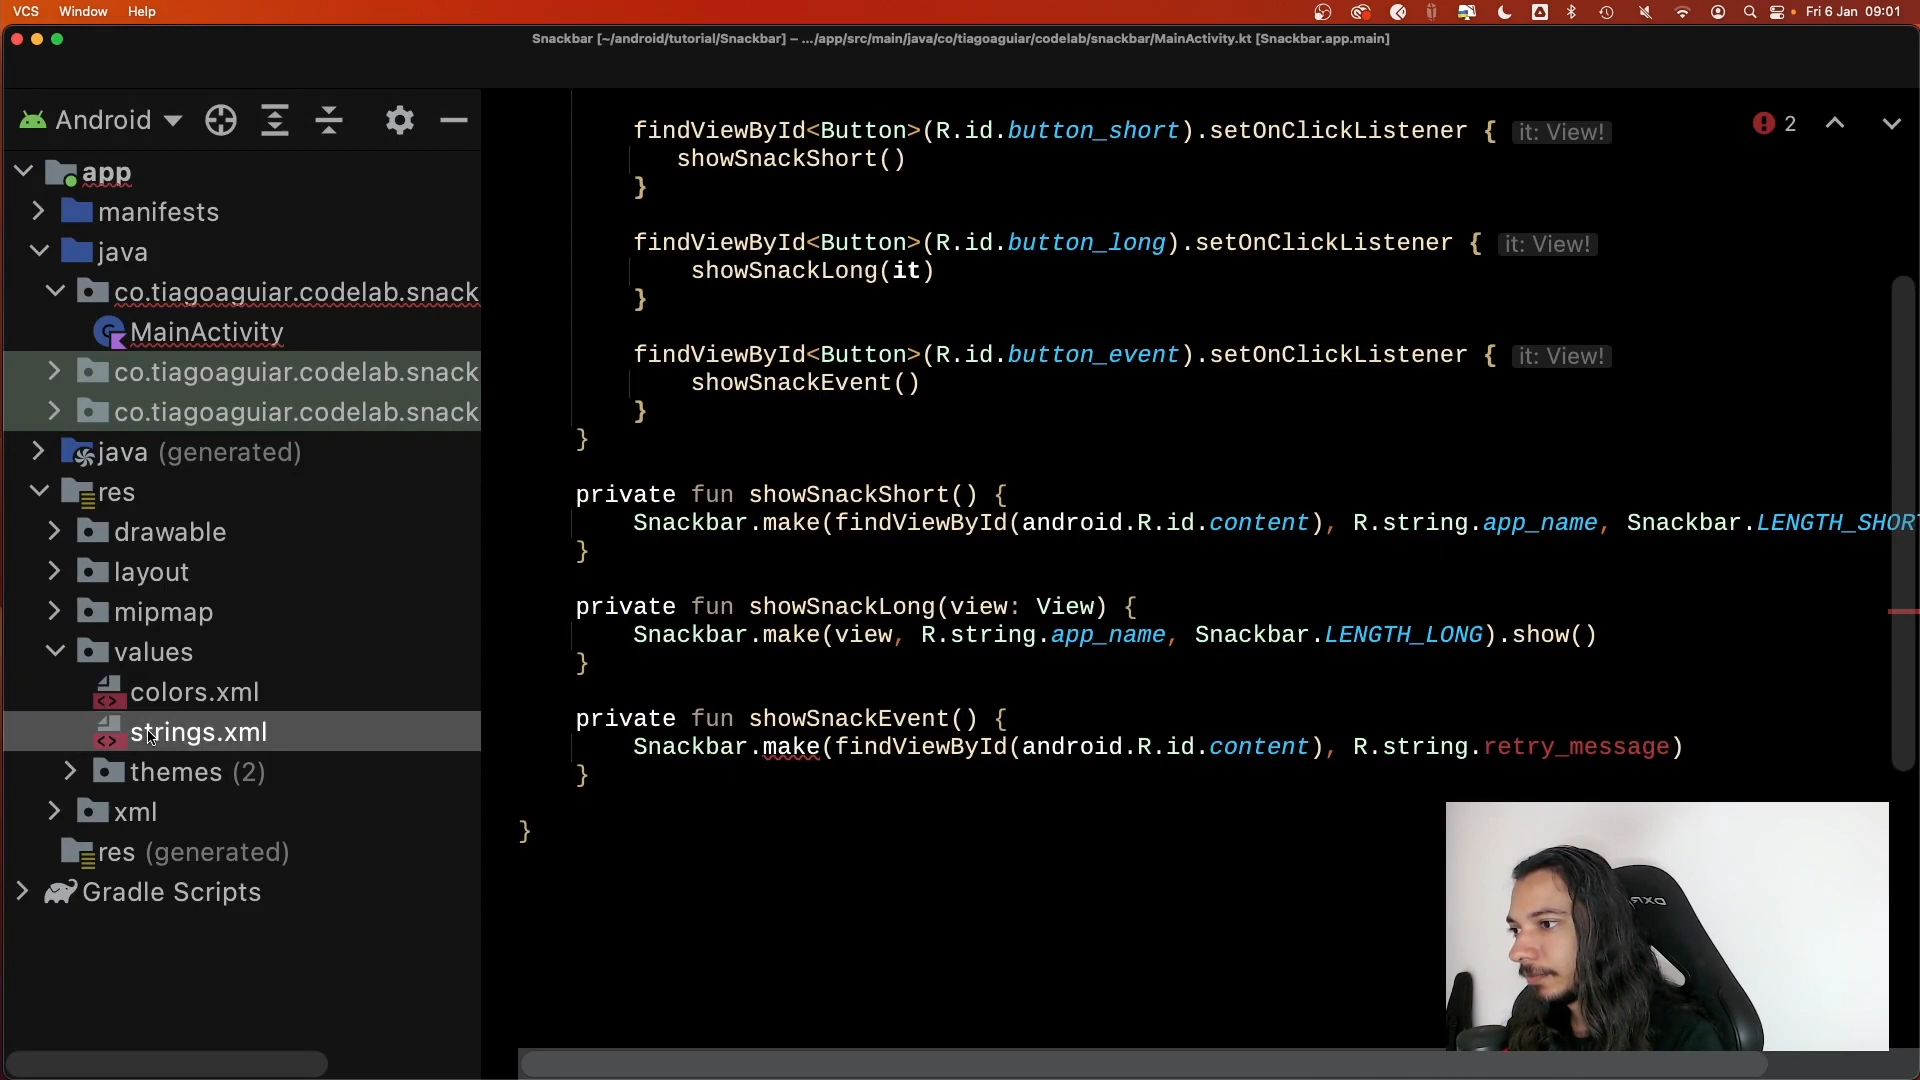 VCS Window Help Fri 6 Jan 09:01
Snackbar [~/android/tutorial/Snackbar] – .../app/src/main/java/co/tiagoaguiar/codelab/snackbar/MainActivity.kt [Snackbar.app.main]
Android
app
manifests
java
co.tiagoaguiar.codelab.snack
MainActivity
co.tiagoaguiar.codelab.snack
co.tiagoaguiar.codelab.snack
java (generated)
res
drawable
layout
mipmap
values
colors.xml
strings.xml
themes (2)
xml
res (generated)
Gradle Scripts
2
findViewById<Button>(R.id.button_short).setOnClickListener { it: View!
showSnackShort()
}
findViewById<Button>(R.id.button_long).setOnClickListener { it: View!
showSnackLong(it)
}
findViewById<Button>(R.id.button_event).setOnClickListener { it: View!
showSnackEvent()
}
}
private fun showSnackShort() {
Snackbar.make(findViewById(android.R.id.content), R.string.app_name, Snackbar.LENGTH_SHORT
}
private fun showSnackLong(view: View) {
Snackbar.make(view, R.string.app_name, Snackbar.LENGTH_LONG).show()
}
private fun showSnackEvent() {
Snackbar.make(findViewById(android.R.id.content), R.string.retry_message)
}
}